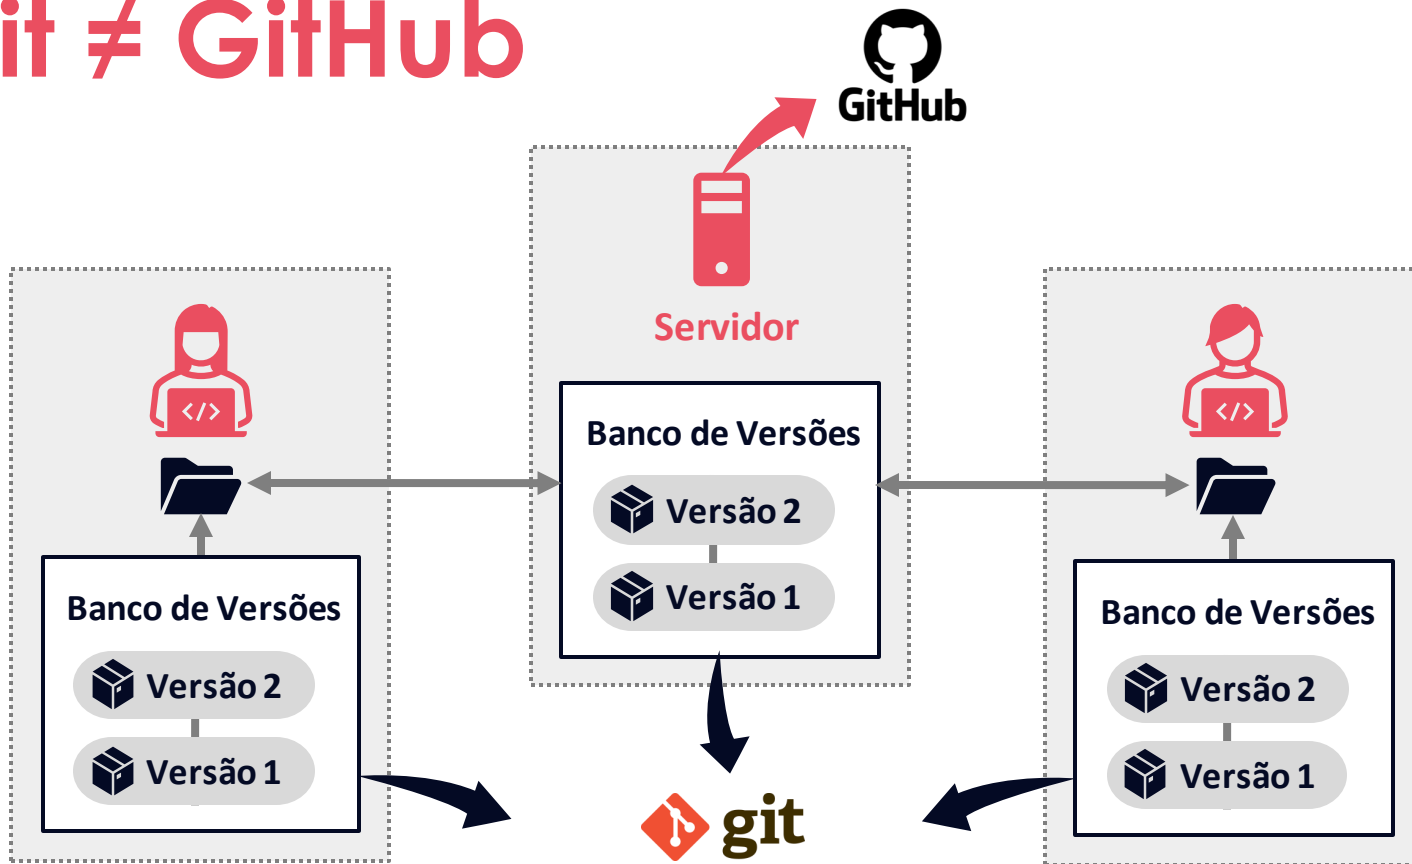 it ≠ GitHub
GitHub
Servidor
Banco de Versões
Versão 2
Versão 1
</>
Banco de Versões
Versão 2
Versão 1
</>
Banco de Versões
Versão 2
Versão 1
git